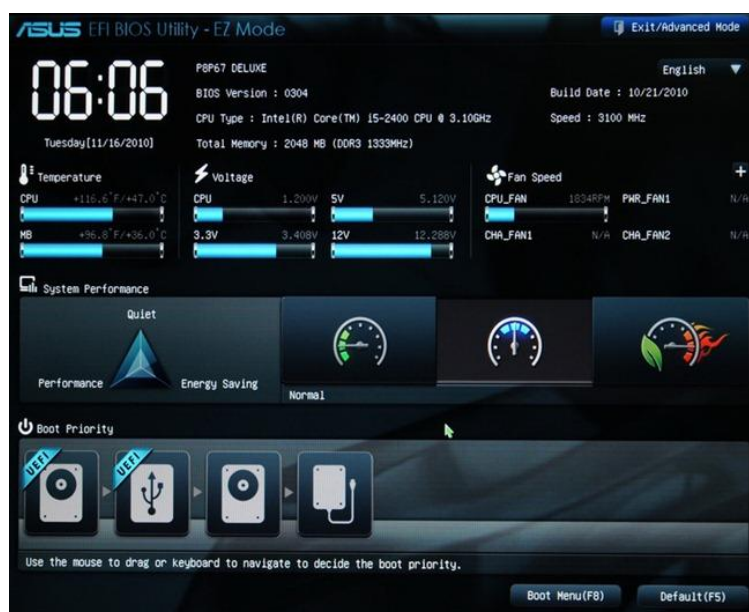 ASUS EFI BIOS Utility - EZ Mode
Exit/Advanced Mode
06:06
Tuesday[11/16/2010]
P8P67 DELUXE
English
BIOS Version : 0304
Build Date : 10/21/2010
CPU Type : Intel(R) Core(TM) i5-2400 CPU @ 3.10GHz
Speed : 3100 MHz
Total Memory : 2048 MB (DDR3 1333MHz)
Temperature
CPU +116.6°F/+47.0°C
MB +96.8°F/+36.0°C
Voltage
CPU 1.200V 5V 5.120V
3.3V 3.408V 12V 12.288V
Fan Speed
+
CPU_FAN 1834RPM PWR_FAN1 N/A
CHA_FAN1 N/A CHA_FAN2 N/A
System Performance
Quiet
Performance
Energy Saving
Normal
Boot Priority
UEFI
UEFI
Use the mouse to drag or keyboard to navigate to decide the boot priority.
Boot Menu(F8)
Default(F5)